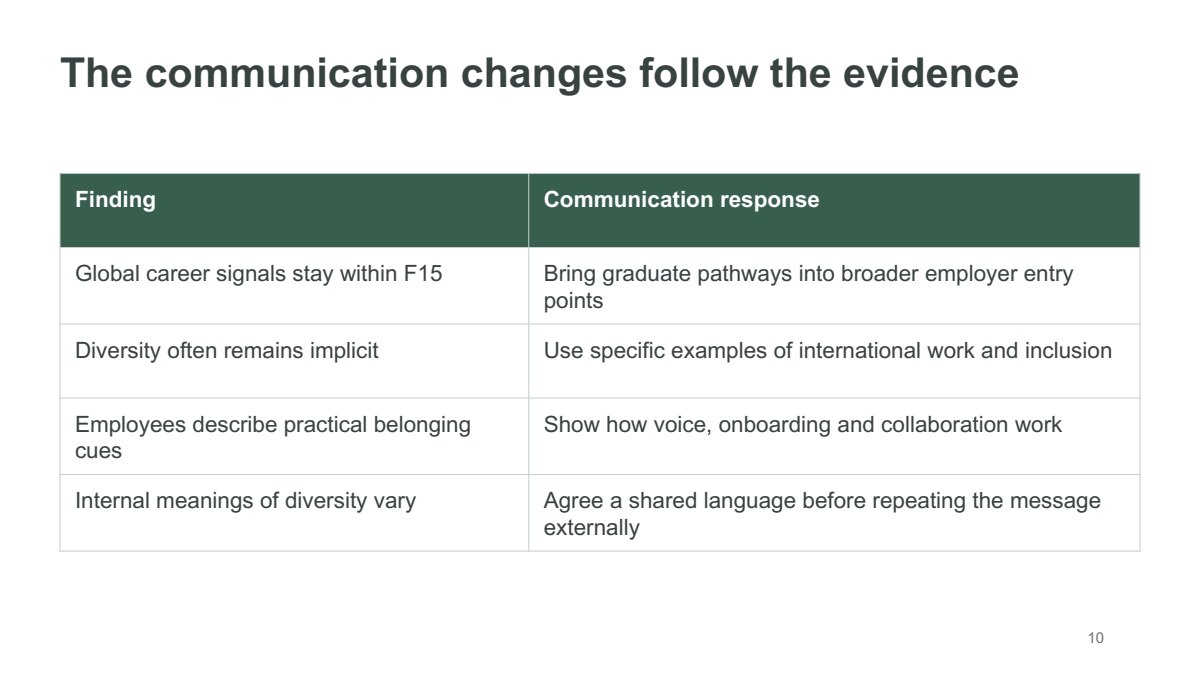 The communication changes follow the evidence
Finding
Communication response
Global career signals stay within F15
Bring graduate pathways into broader employer entry
points
Diversity often remains implicit
Use specific examples of international work and inclusion
Employees describe practical belonging
cues
Show how voice, onboarding and collaboration work
Internal meanings of diversity vary
Agree a shared language before repeating the message
externally
10